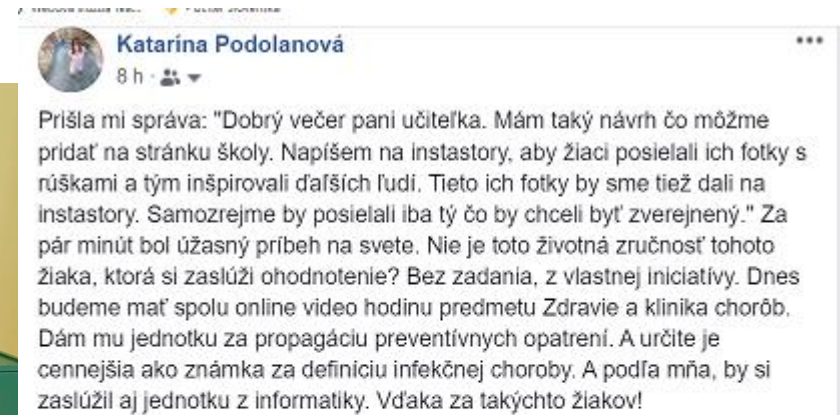 Katarína Podolanová
8 h
Prišla mi správa: "Dobrý večer pani učiteľka. Mám taký návrh čo môžme
pridať na stránku školy. Napíšem na instastory, aby žiaci posielali ich fotky s
rúškami a tým inšpirovali ďaľších ľudí. Tieto ich fotky by sme tiež dali na
instastory. Samozrejme by posielali iba tý čo by chceli byť zverejnený." Za
pár minút bol úžasný príbeh na svete. Nie je toto životná zručnosť tohoto
žiaka, ktorá si zaslúži ohodnotenie? Bez zadania, z vlastnej iniciatívy. Dnes
budeme mať spolu online video hodinu predmetu Zdravie a klinika chorôb.
Dám mu jednotku za propagáciu preventívnych opatrení. A určite je
cennejšia ako známka za definíciu infekčnej choroby. A podľa mňa, by si
zaslúžil aj jednotku z informatiky. Vďaka za takýchto žiakov!